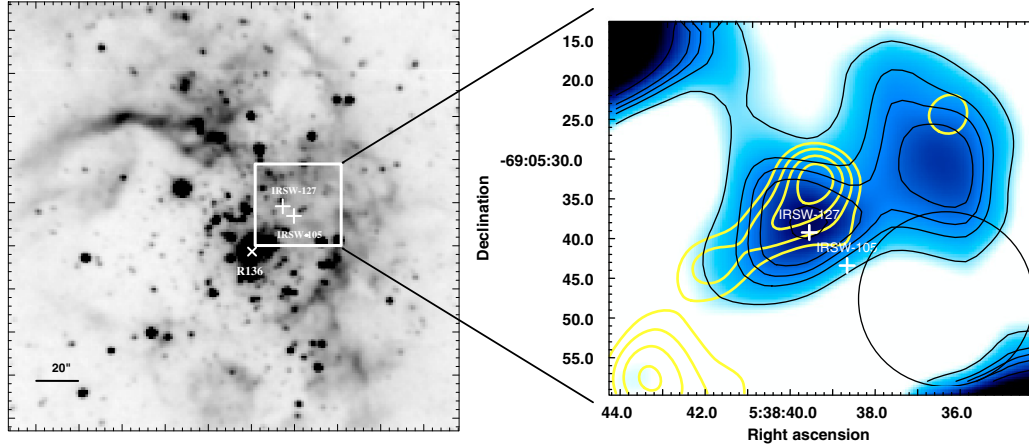 IRSW-127
IRSW-105
R136
20"
15.0
20.0
25.0
-69:05:30.0
35.0
40.0
45.0
50.0
55.0
Declination
IRSW-127
IRSW-105
44.0 42.0 5:38:40.0 38.0 36.0
Right ascension